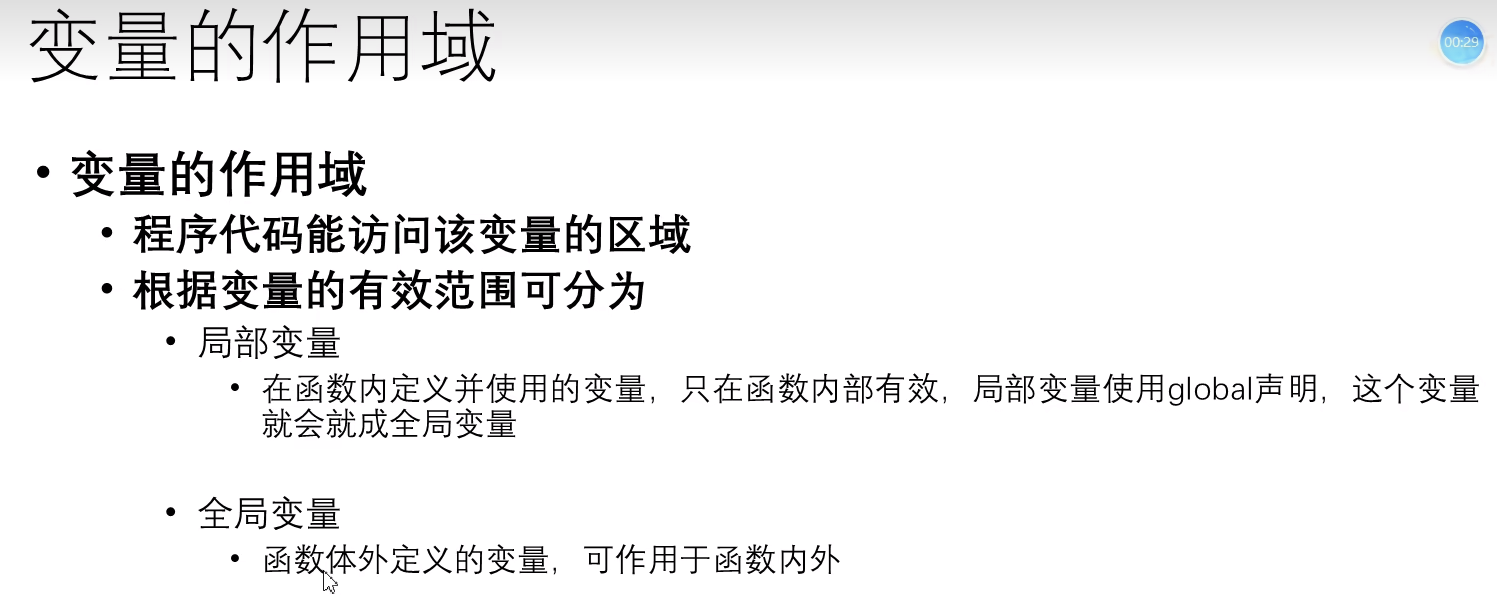 变量的作用域
00:29
• 变量的作用域
• 程序代码能访问该变量的区域
• 根据变量的有效范围可分为
• 局部变量
• 在函数内定义并使用的变量，只在函数内部有效，局部变量使用global声明，这个变量
就会就成全局变量
• 全局变量
• 函数体外定义的变量，可作用于函数内外